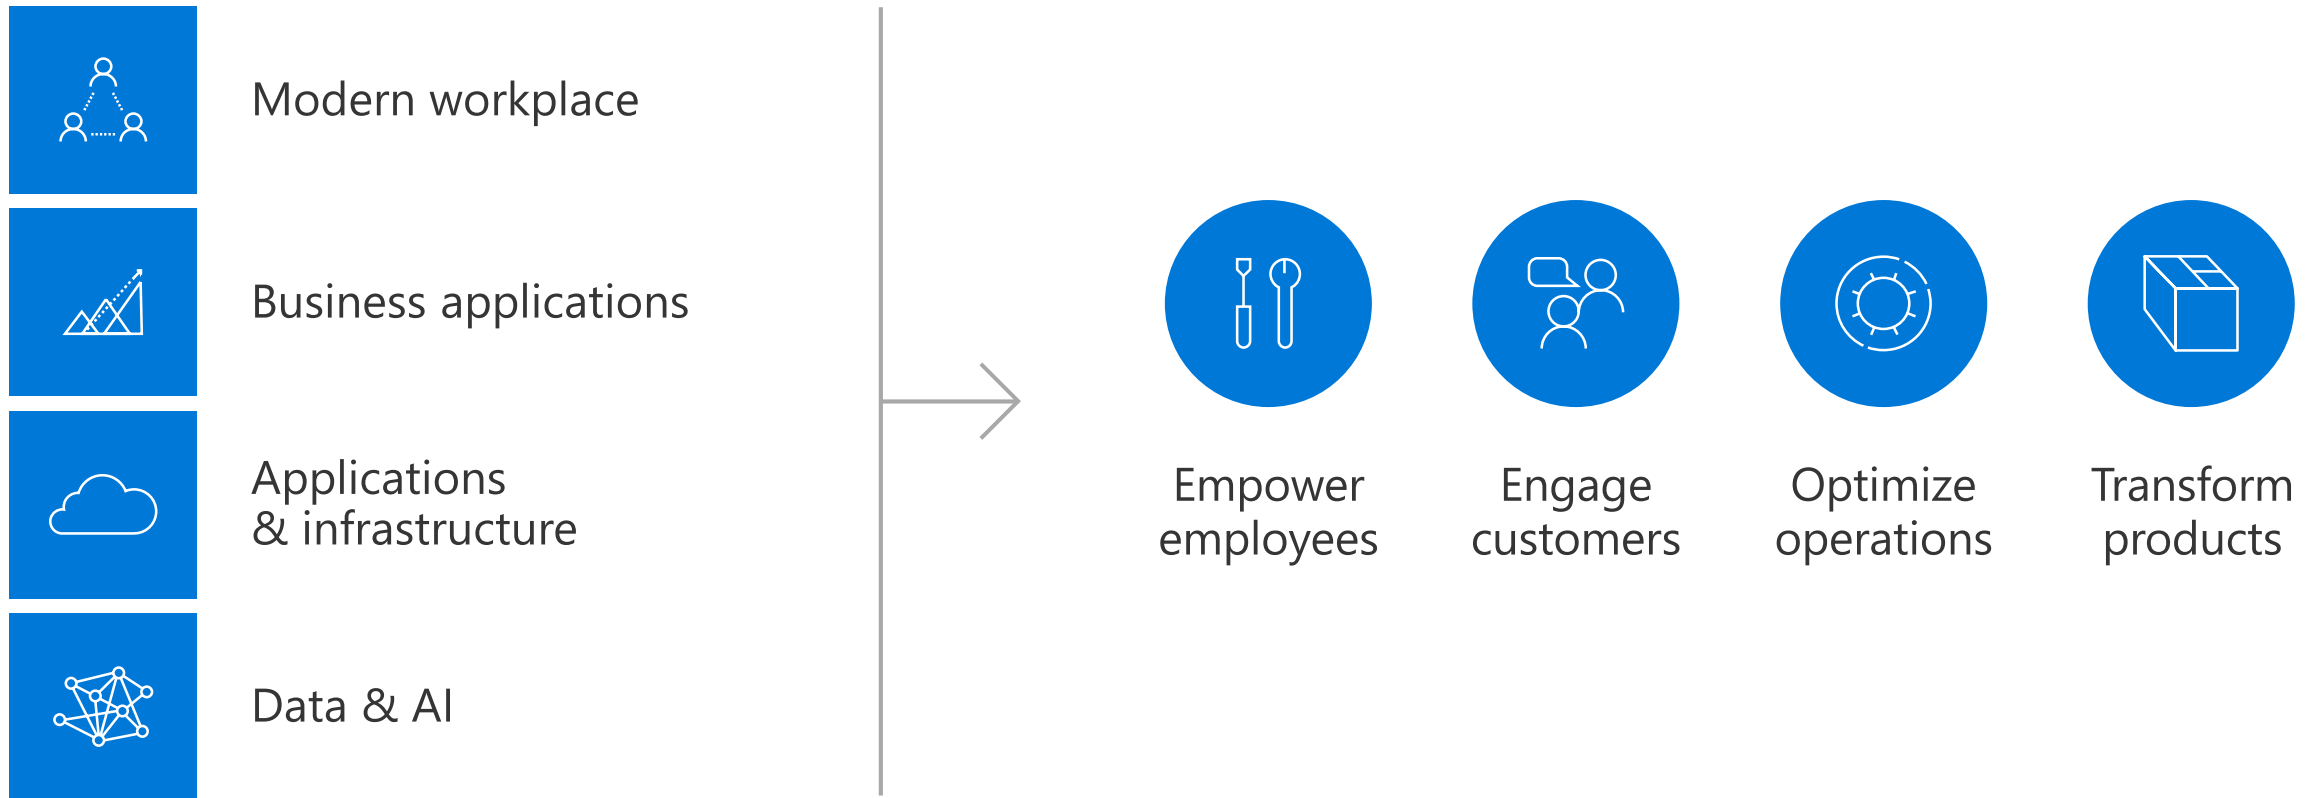 Modern workplace
Business applications
Applications
& infrastructure
Data & AI
Empower
employees
Engage
customers
Optimize
operations
Transform
products